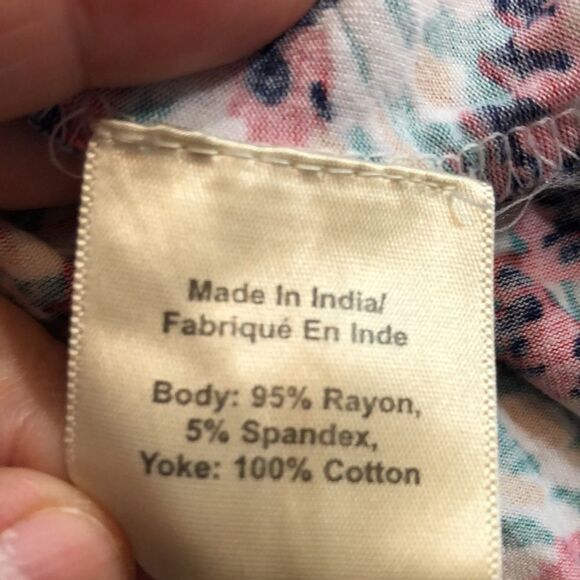 Made In India/
Fabriqué En Inde
Body: 95% Rayon,
5% Spandex,
Yoke: 100% Cotton